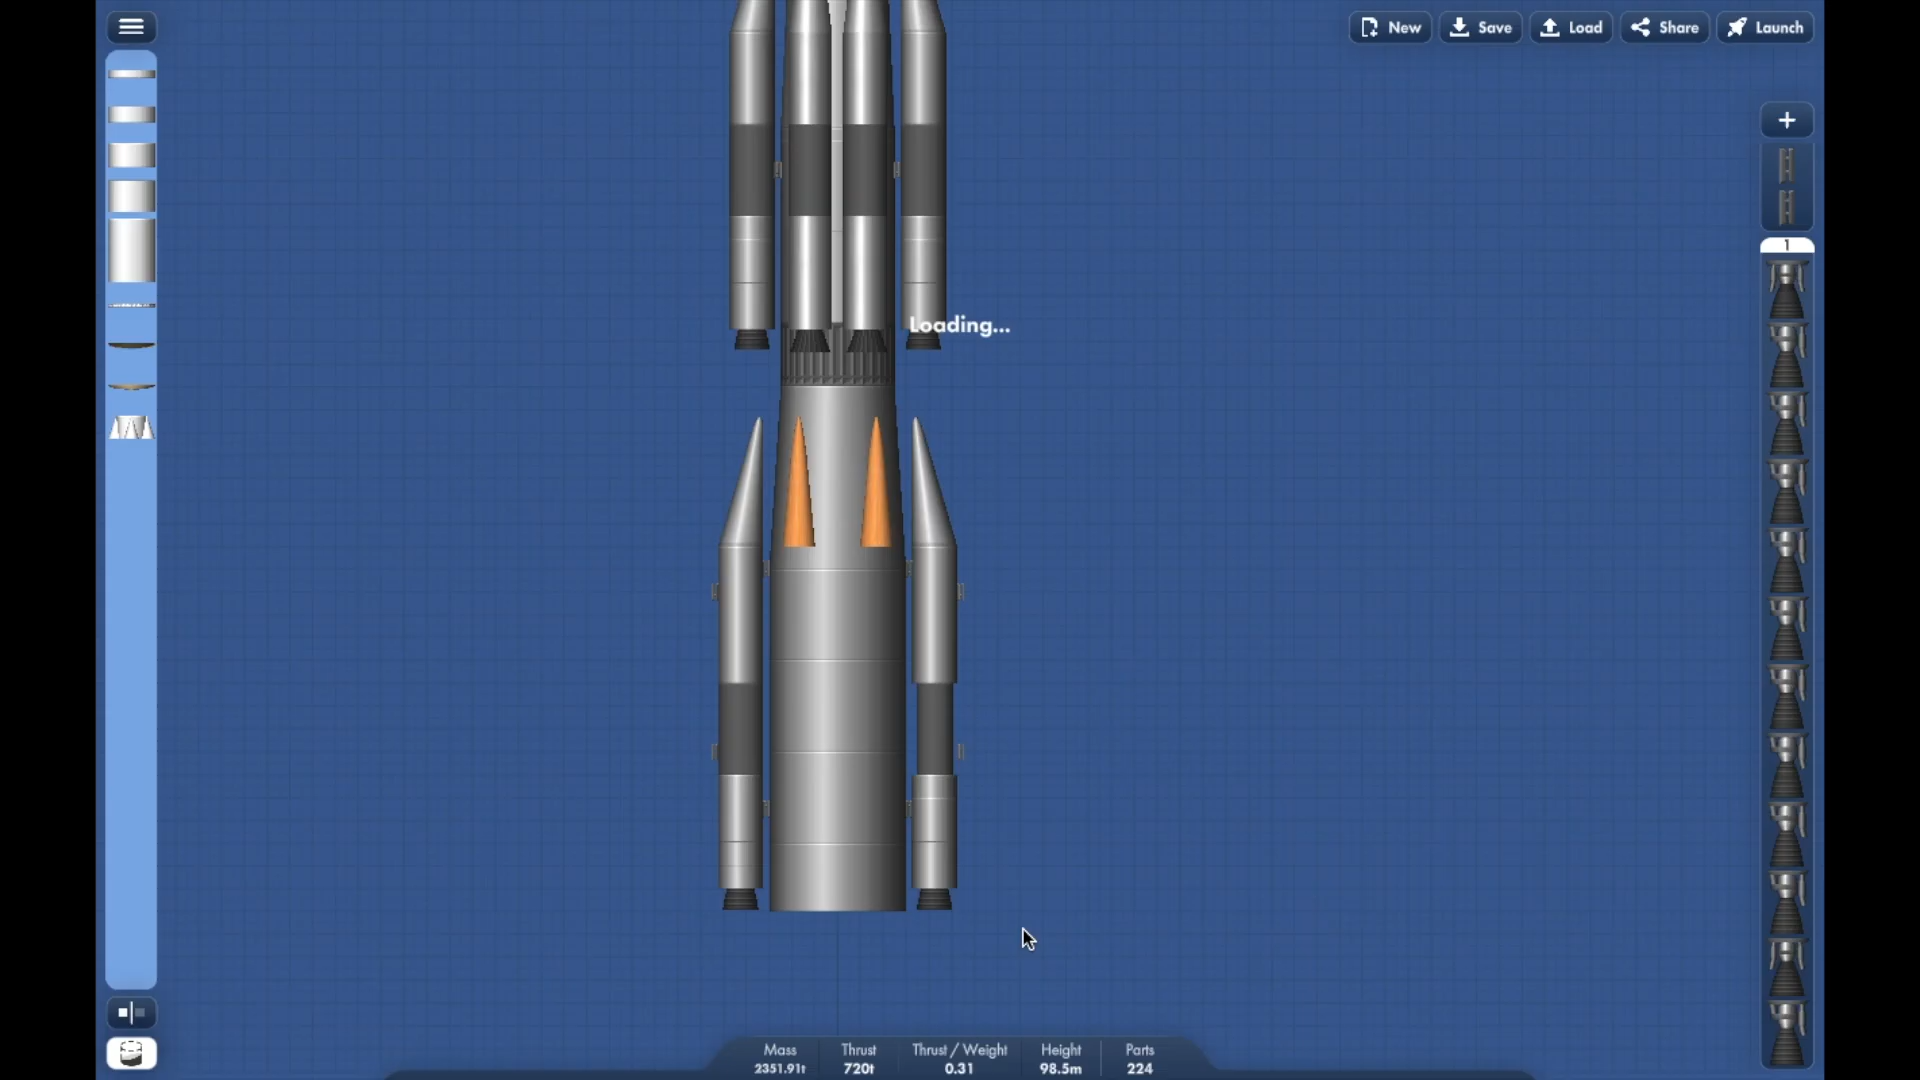 New
Save
Load
Share
Launch
1
Loading...
Mass
Thrust
Thrust / Weight
Height
Parts
2351.91t
720t
0.31
98.5m
224